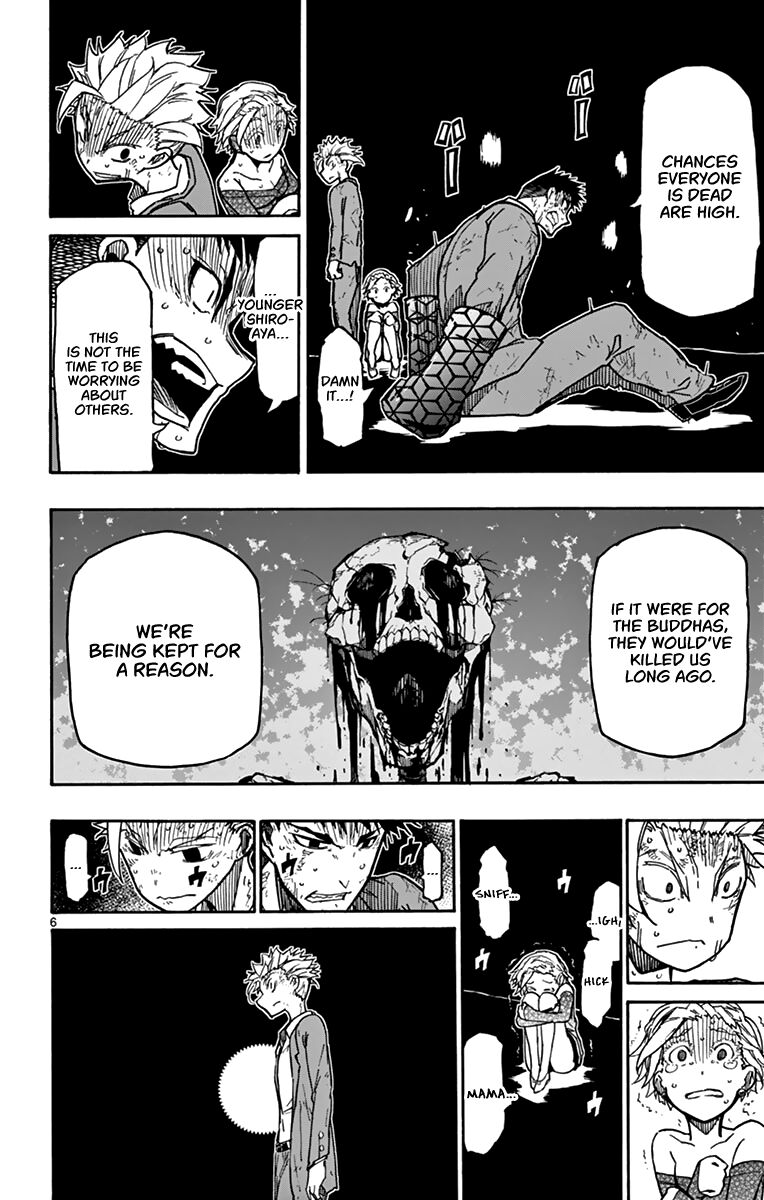 CHANCES
EVERYONE
IS DEAD
ARE HIGH.
DAMN
IT...!
...
YOUNGER
SHIRO-
AYA...
THIS
IS NOT THE
TIME TO BE
WORRYING
ABOUT
OTHERS.
IF IT WERE FOR
THE BUDDHAS,
THEY WOULD'VE
KILLED US
LONG AGO.
WE'RE
BEING KEPT FOR
A REASON.
...IGH,
HICK
SNIFF...
MAMA...
...
...
6